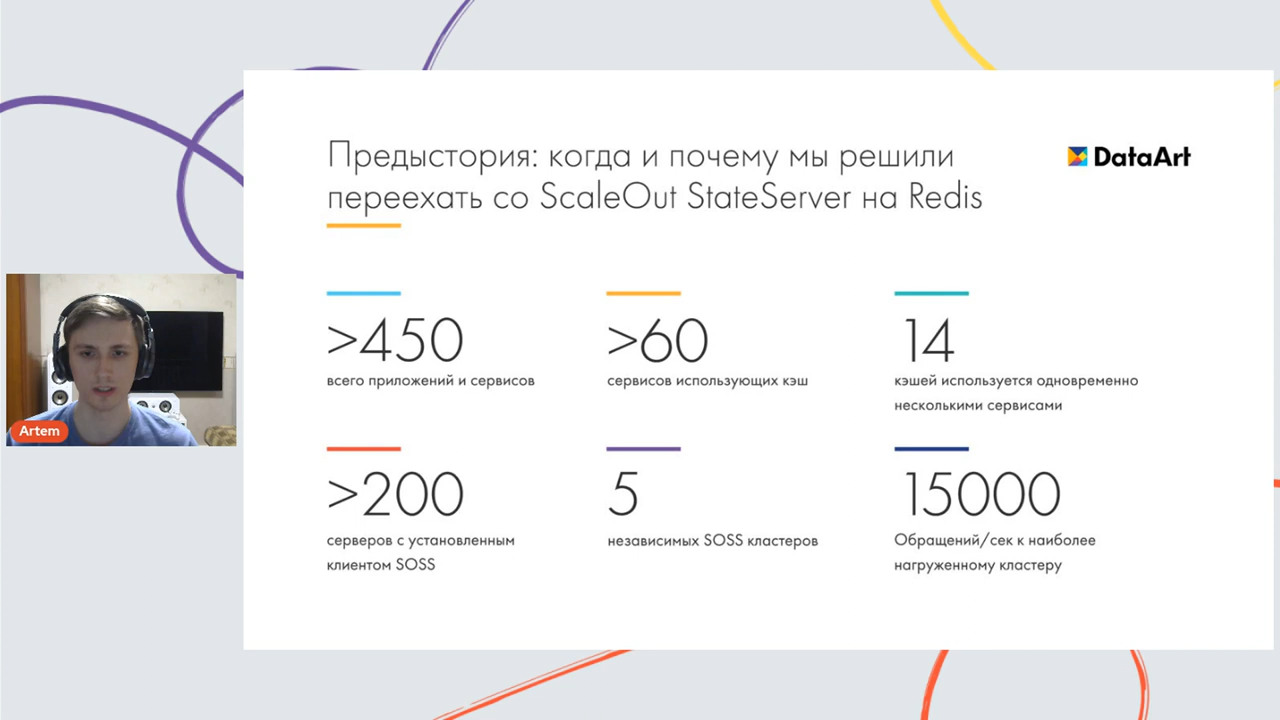 Предыстория: когда и почему мы решили
переехать со ScaleOut StateServer на Redis
DataArt
>450
всего приложений и сервисов
>60
сервисов использующих кэш
14
кэшей используется одновременно
несколькими сервисами
>200
серверов с установленным
клиентом SOSS
5
независимых SOSS кластеров
15000
Обращений/сек к наиболее
нагруженному кластеру
Artem